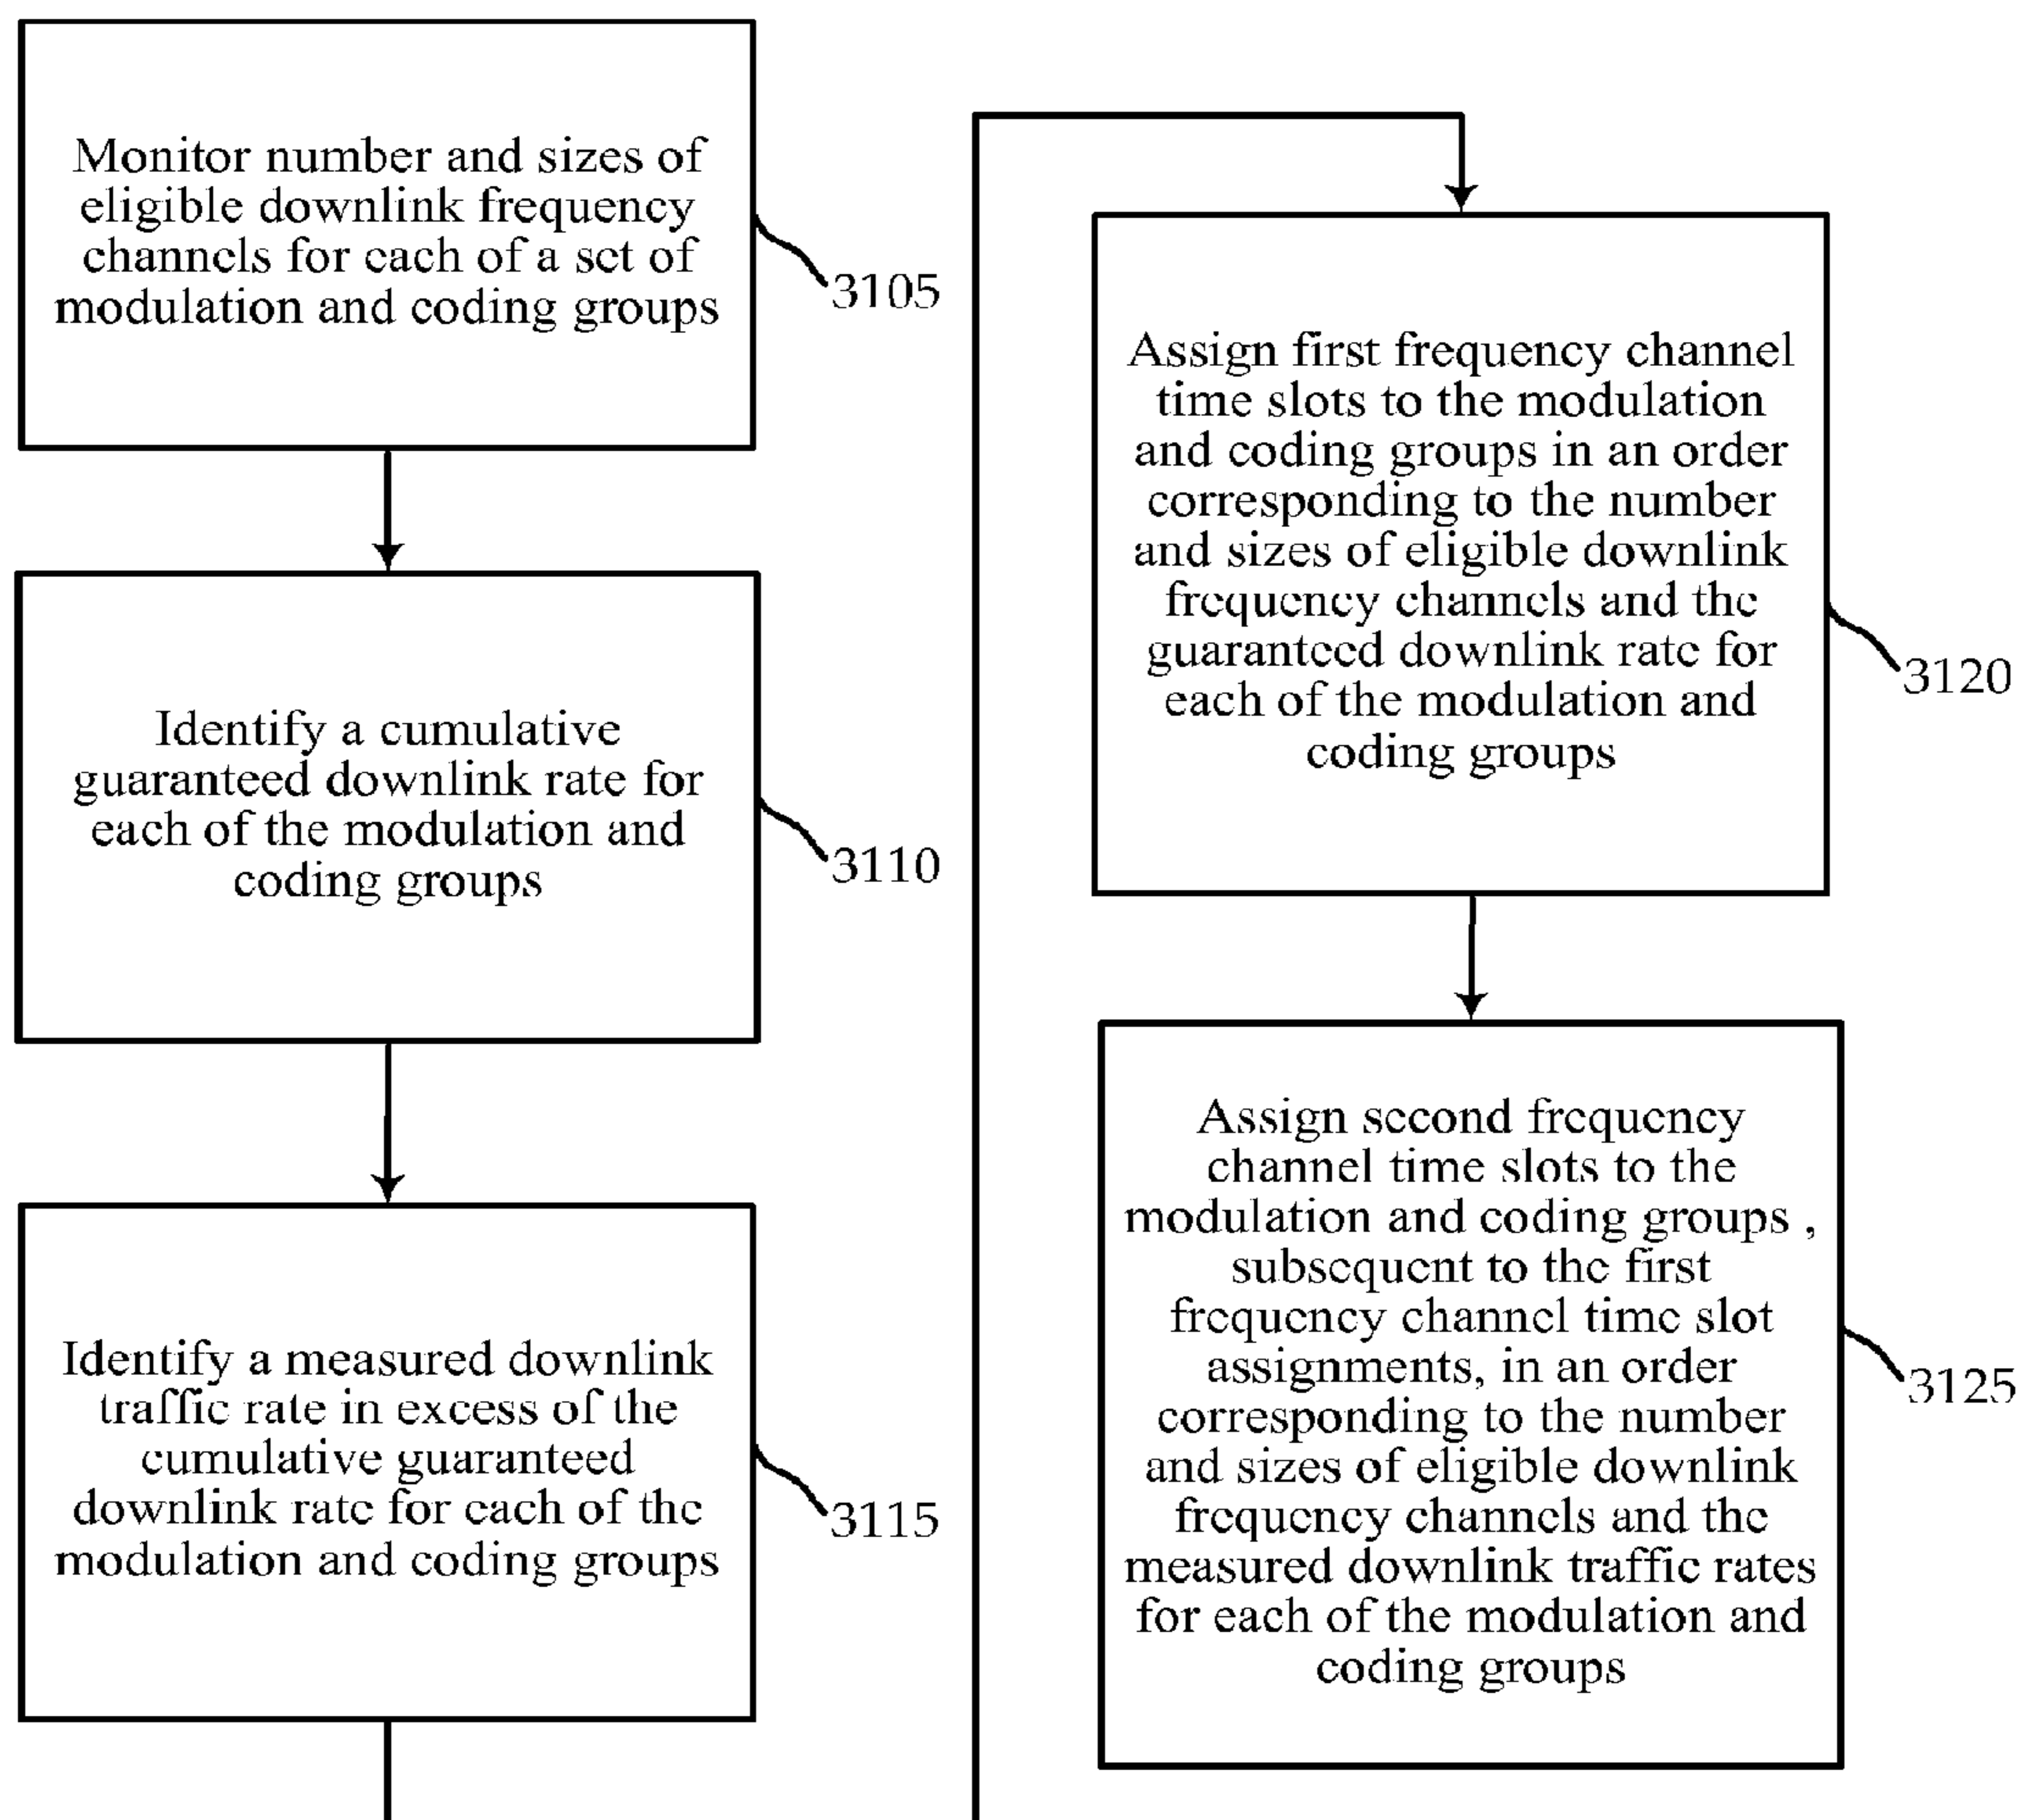 Monitor number and sizes of
eligible downlink frequency
channels for each of a set of
modulation and coding groups
3105
Identify a cumulative
guaranteed downlink rate for
each of the modulation and
coding groups
3110
Identify a measured downlink
traffic rate in excess of the
cumulative guaranteed
downlink rate for each of the
modulation and coding groups
3115
Assign first frequency channel
time slots to the modulation
and coding groups in an order
corresponding to the number
and sizes of eligible downlink
frequency channels and the
guaranteed downlink rate for
each of the modulation and
coding groups
3120
Assign second frequency
channel time slots to the
modulation and coding groups ,
subsequent to the first
frequency channel time slot
assignments, in an order
corresponding to the number
and sizes of eligible downlink
frequency channels and the
measured downlink traffic rates
for each of the modulation and
coding groups
3125